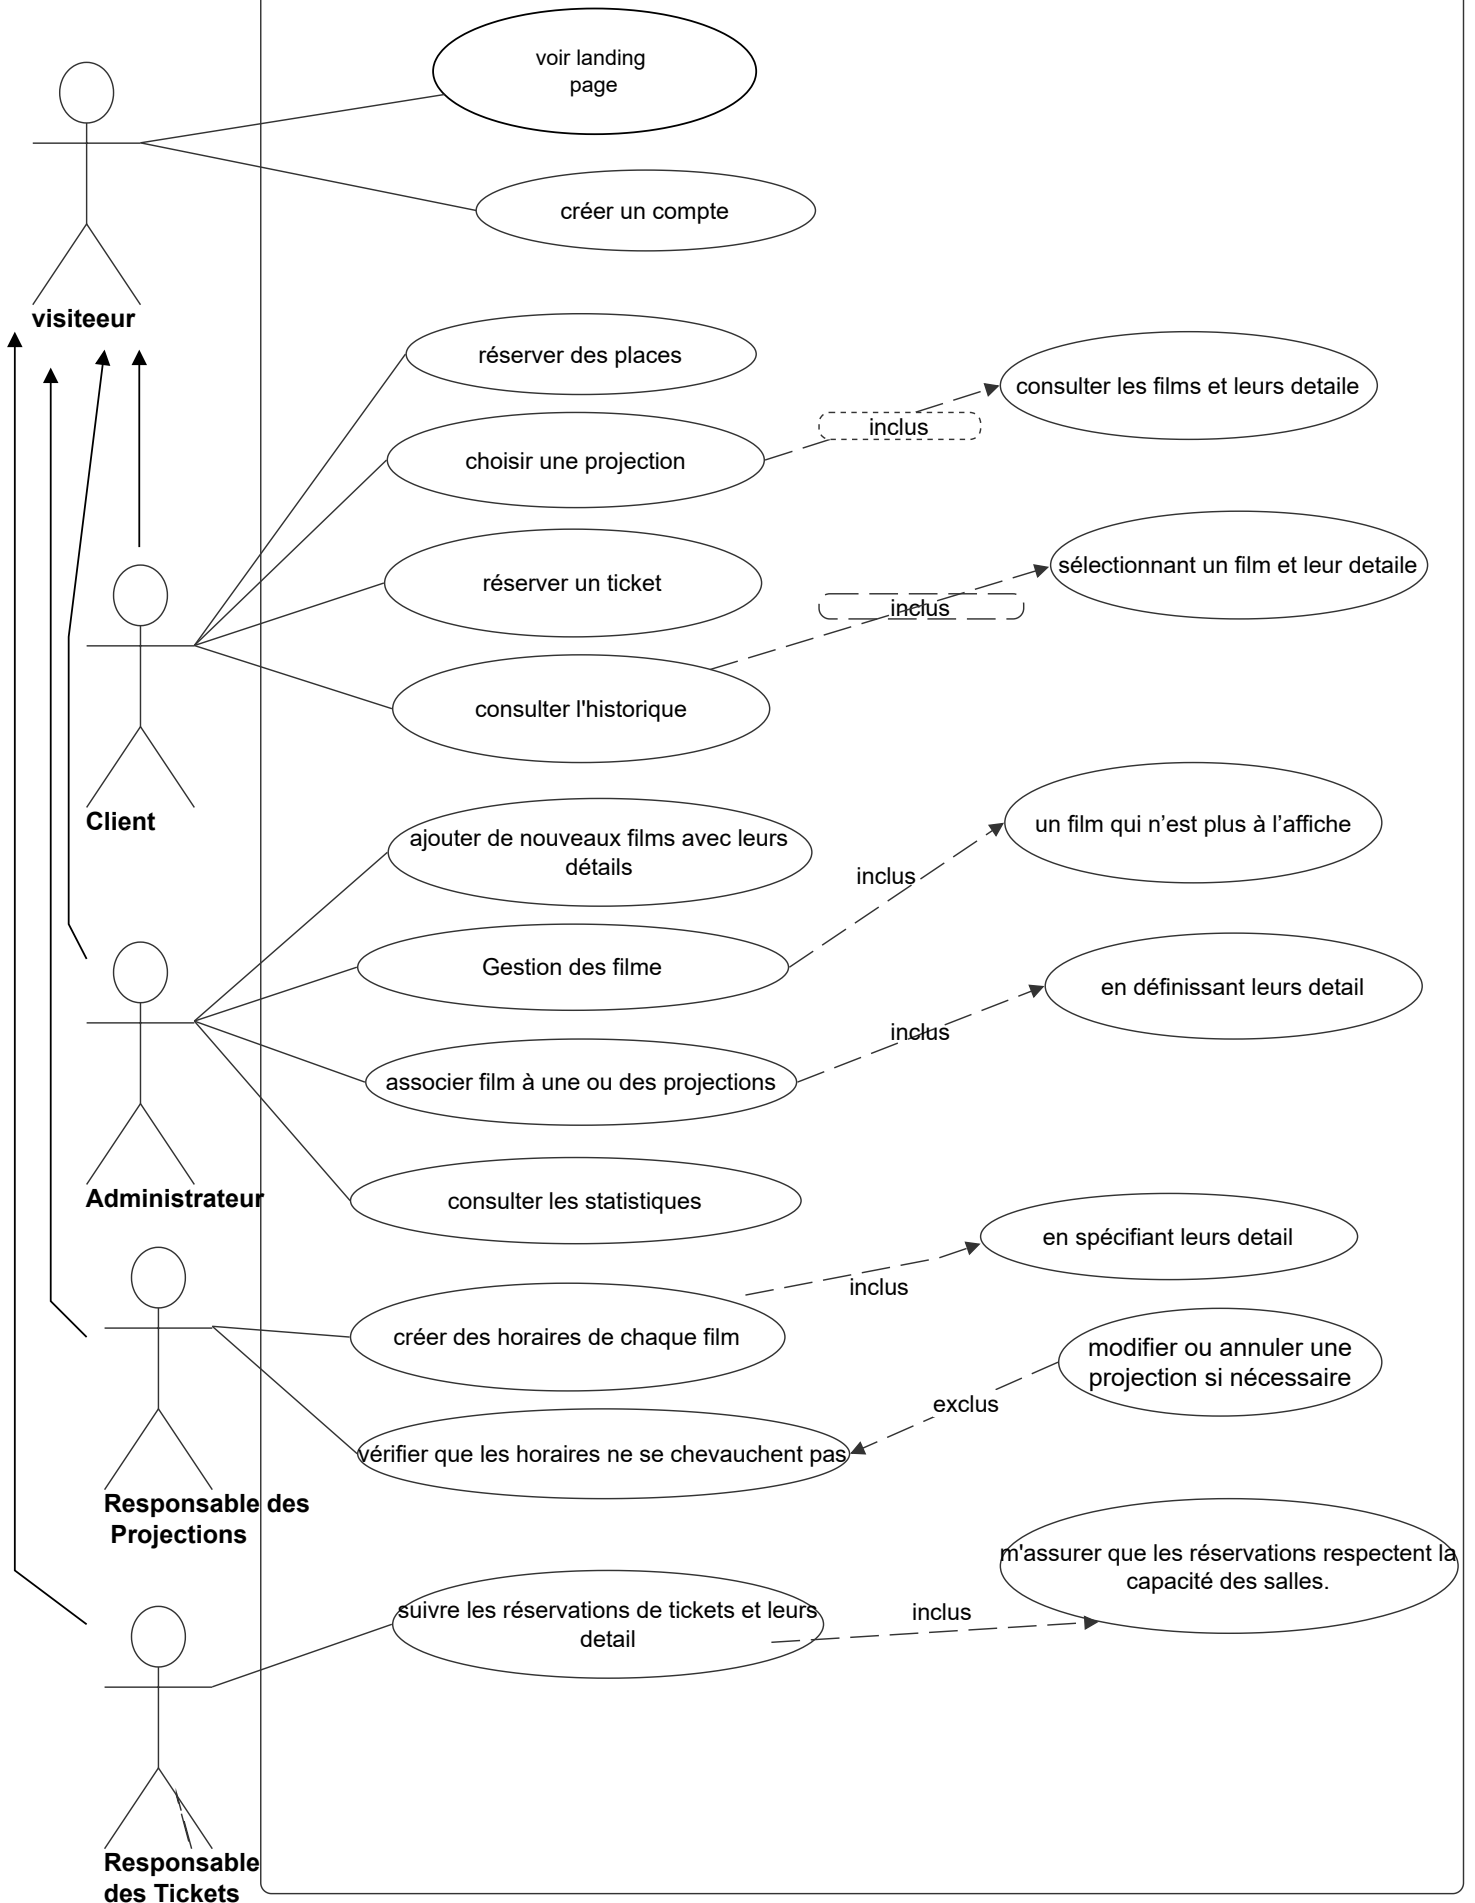 voir landing
page
créer un compte
visiteeur
réserver des places
consulter les films et leurs detaile
inclus
choisir une projection
sélectionnant un film et leur detaile
réserver un ticket
inclus
consulter l'historique
Client
ajouter de nouveaux films avec leurs
détails
un film qui n’est plus à l’affiche
inclus
Gestion des filme
en définissant leurs detail
inclus
associer film à une ou des projections
Administrateur
consulter les statistiques
en spécifiant leurs detail
inclus
créer des horaires de chaque film
modifier ou annuler une
projection si nécessaire
exclus
vérifier que les horaires ne se chevauchent pas
Responsable des
Projections
m'assurer que les réservations respectent la
capacité des salles.
suivre les réservations de tickets et leurs
detail
inclus
Responsable
des Tickets